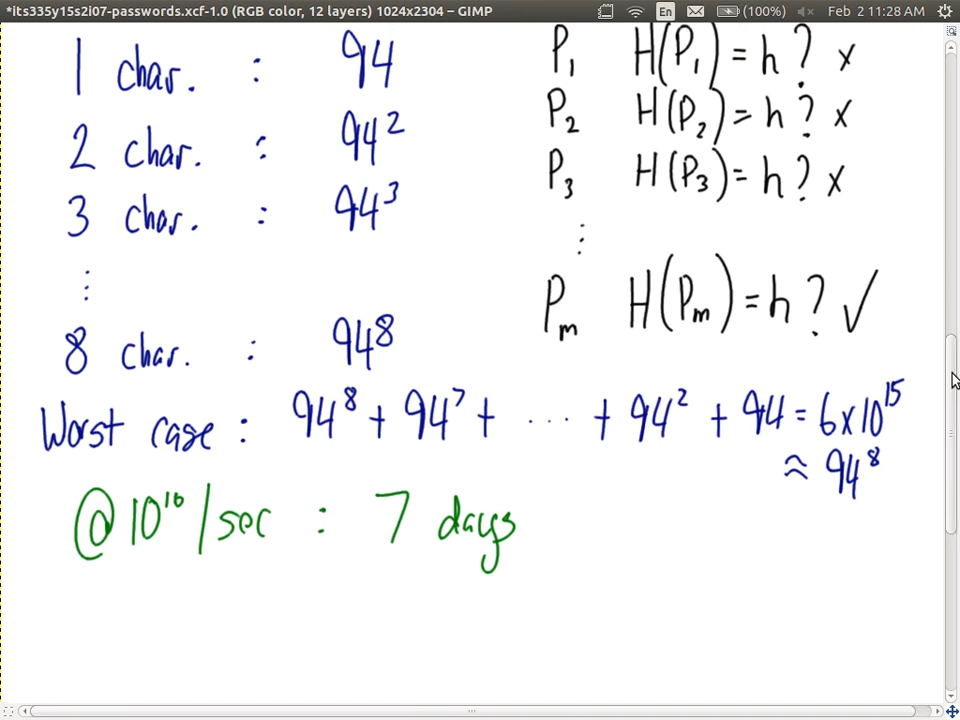 *its335y15s2i07-passwords.xcf-1.0 (RGB color, 12 layers) 1024x2304 – GIMP En (100%) Feb 2 11:28 AM
1 char. : 94 P₁ H(P₁) = h ? x
2 char. : 94² P₂ H(P₂) = h ? x
3 char. : 94³ P₃ H(P₃) = h ? x
⋮ ⋮
8 char. : 94⁸ Pₘ H(Pₘ) = h ? ✓
Worst case : 94⁸ + 94⁷ + ... + 94² + 94 = 6x10¹⁵
≈ 94⁸
@10¹⁰/sec : 7 days